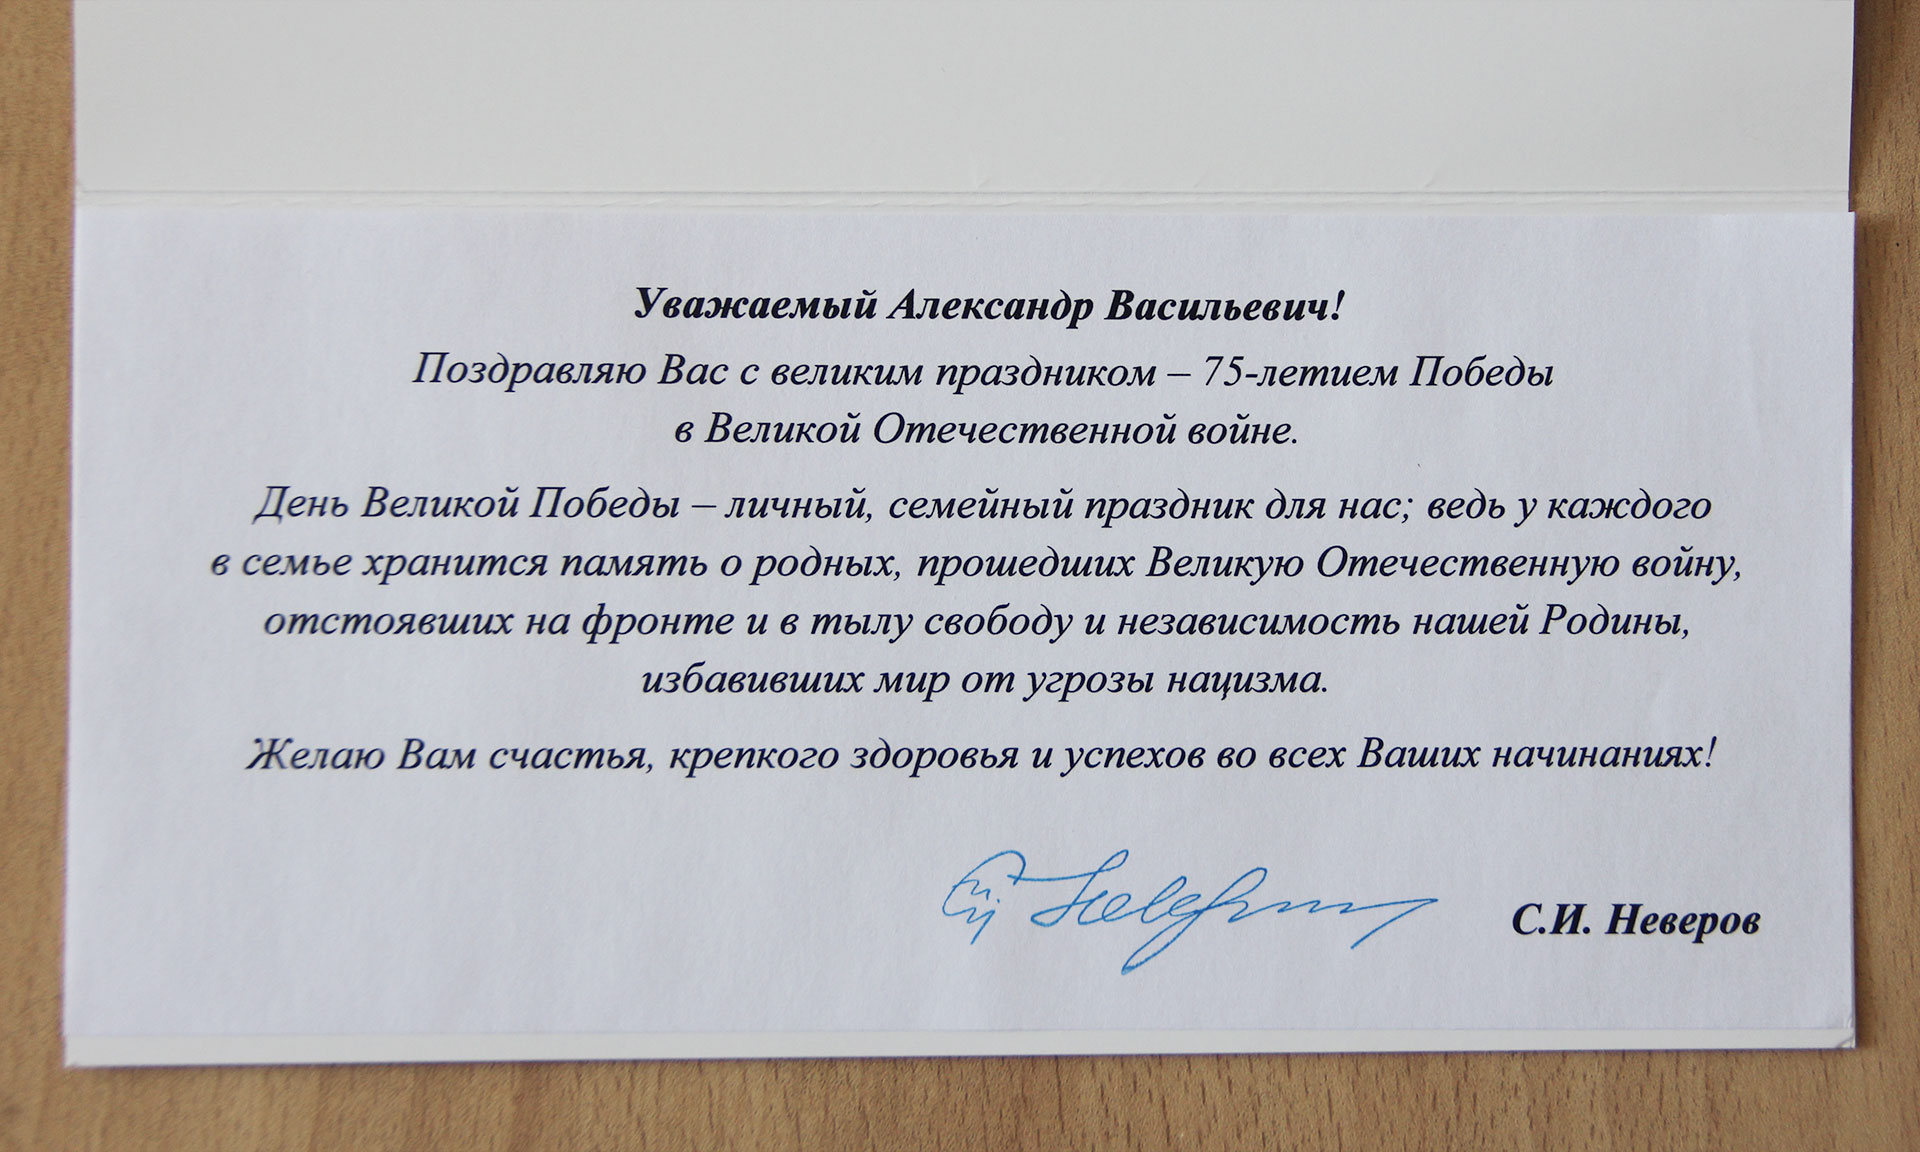 Уважаемый Александр Васильевич!
Поздравляю Вас с великим праздником – 75-летием Победы
в Великой Отечественной войне.
День Великой Победы – личный, семейный праздник для нас; ведь у каждого
в семье хранится память о родных, прошедших Великую Отечественную войну,
отстоявших на фронте и в тылу свободу и независимость нашей Родины,
избавивших мир от угрозы нацизма.
Желаю Вам счастья, крепкого здоровья и успехов во всех Ваших начинаниях!
С.И. Неверов